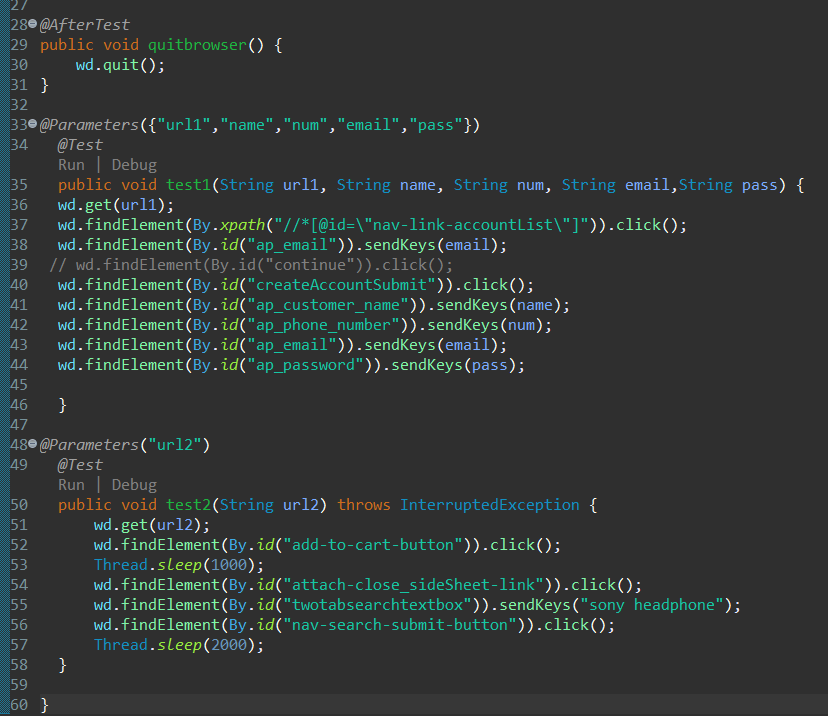 27
28 @AfterTest
29 public void quitbrowser() {
30     wd.quit();
31 }
32
33 @Parameters({"url1","name","num","email","pass"})
34   @Test
  Run | Debug
35   public void test1(String url1, String name, String num, String email,String pass) {
36   wd.get(url1);
37   wd.findElement(By.xpath("//*[@id=\"nav-link-accountList\"]")).click();
38   wd.findElement(By.id("ap_email")).sendKeys(email);
39  // wd.findElement(By.id("continue")).click();
40   wd.findElement(By.id("createAccountSubmit")).click();
41   wd.findElement(By.id("ap_customer_name")).sendKeys(name);
42   wd.findElement(By.id("ap_phone_number")).sendKeys(num);
43   wd.findElement(By.id("ap_email")).sendKeys(email);
44   wd.findElement(By.id("ap_password")).sendKeys(pass);
45
46   }
47
48 @Parameters("url2")
49   @Test
  Run | Debug
50   public void test2(String url2) throws InterruptedException {
51       wd.get(url2);
52       wd.findElement(By.id("add-to-cart-button")).click();
53       Thread.sleep(1000);
54       wd.findElement(By.id("attach-close_sideSheet-link")).click();
55       wd.findElement(By.id("twotabsearchtextbox")).sendKeys("sony headphone");
56       wd.findElement(By.id("nav-search-submit-button")).click();
57       Thread.sleep(2000);
58   }
59
60 }